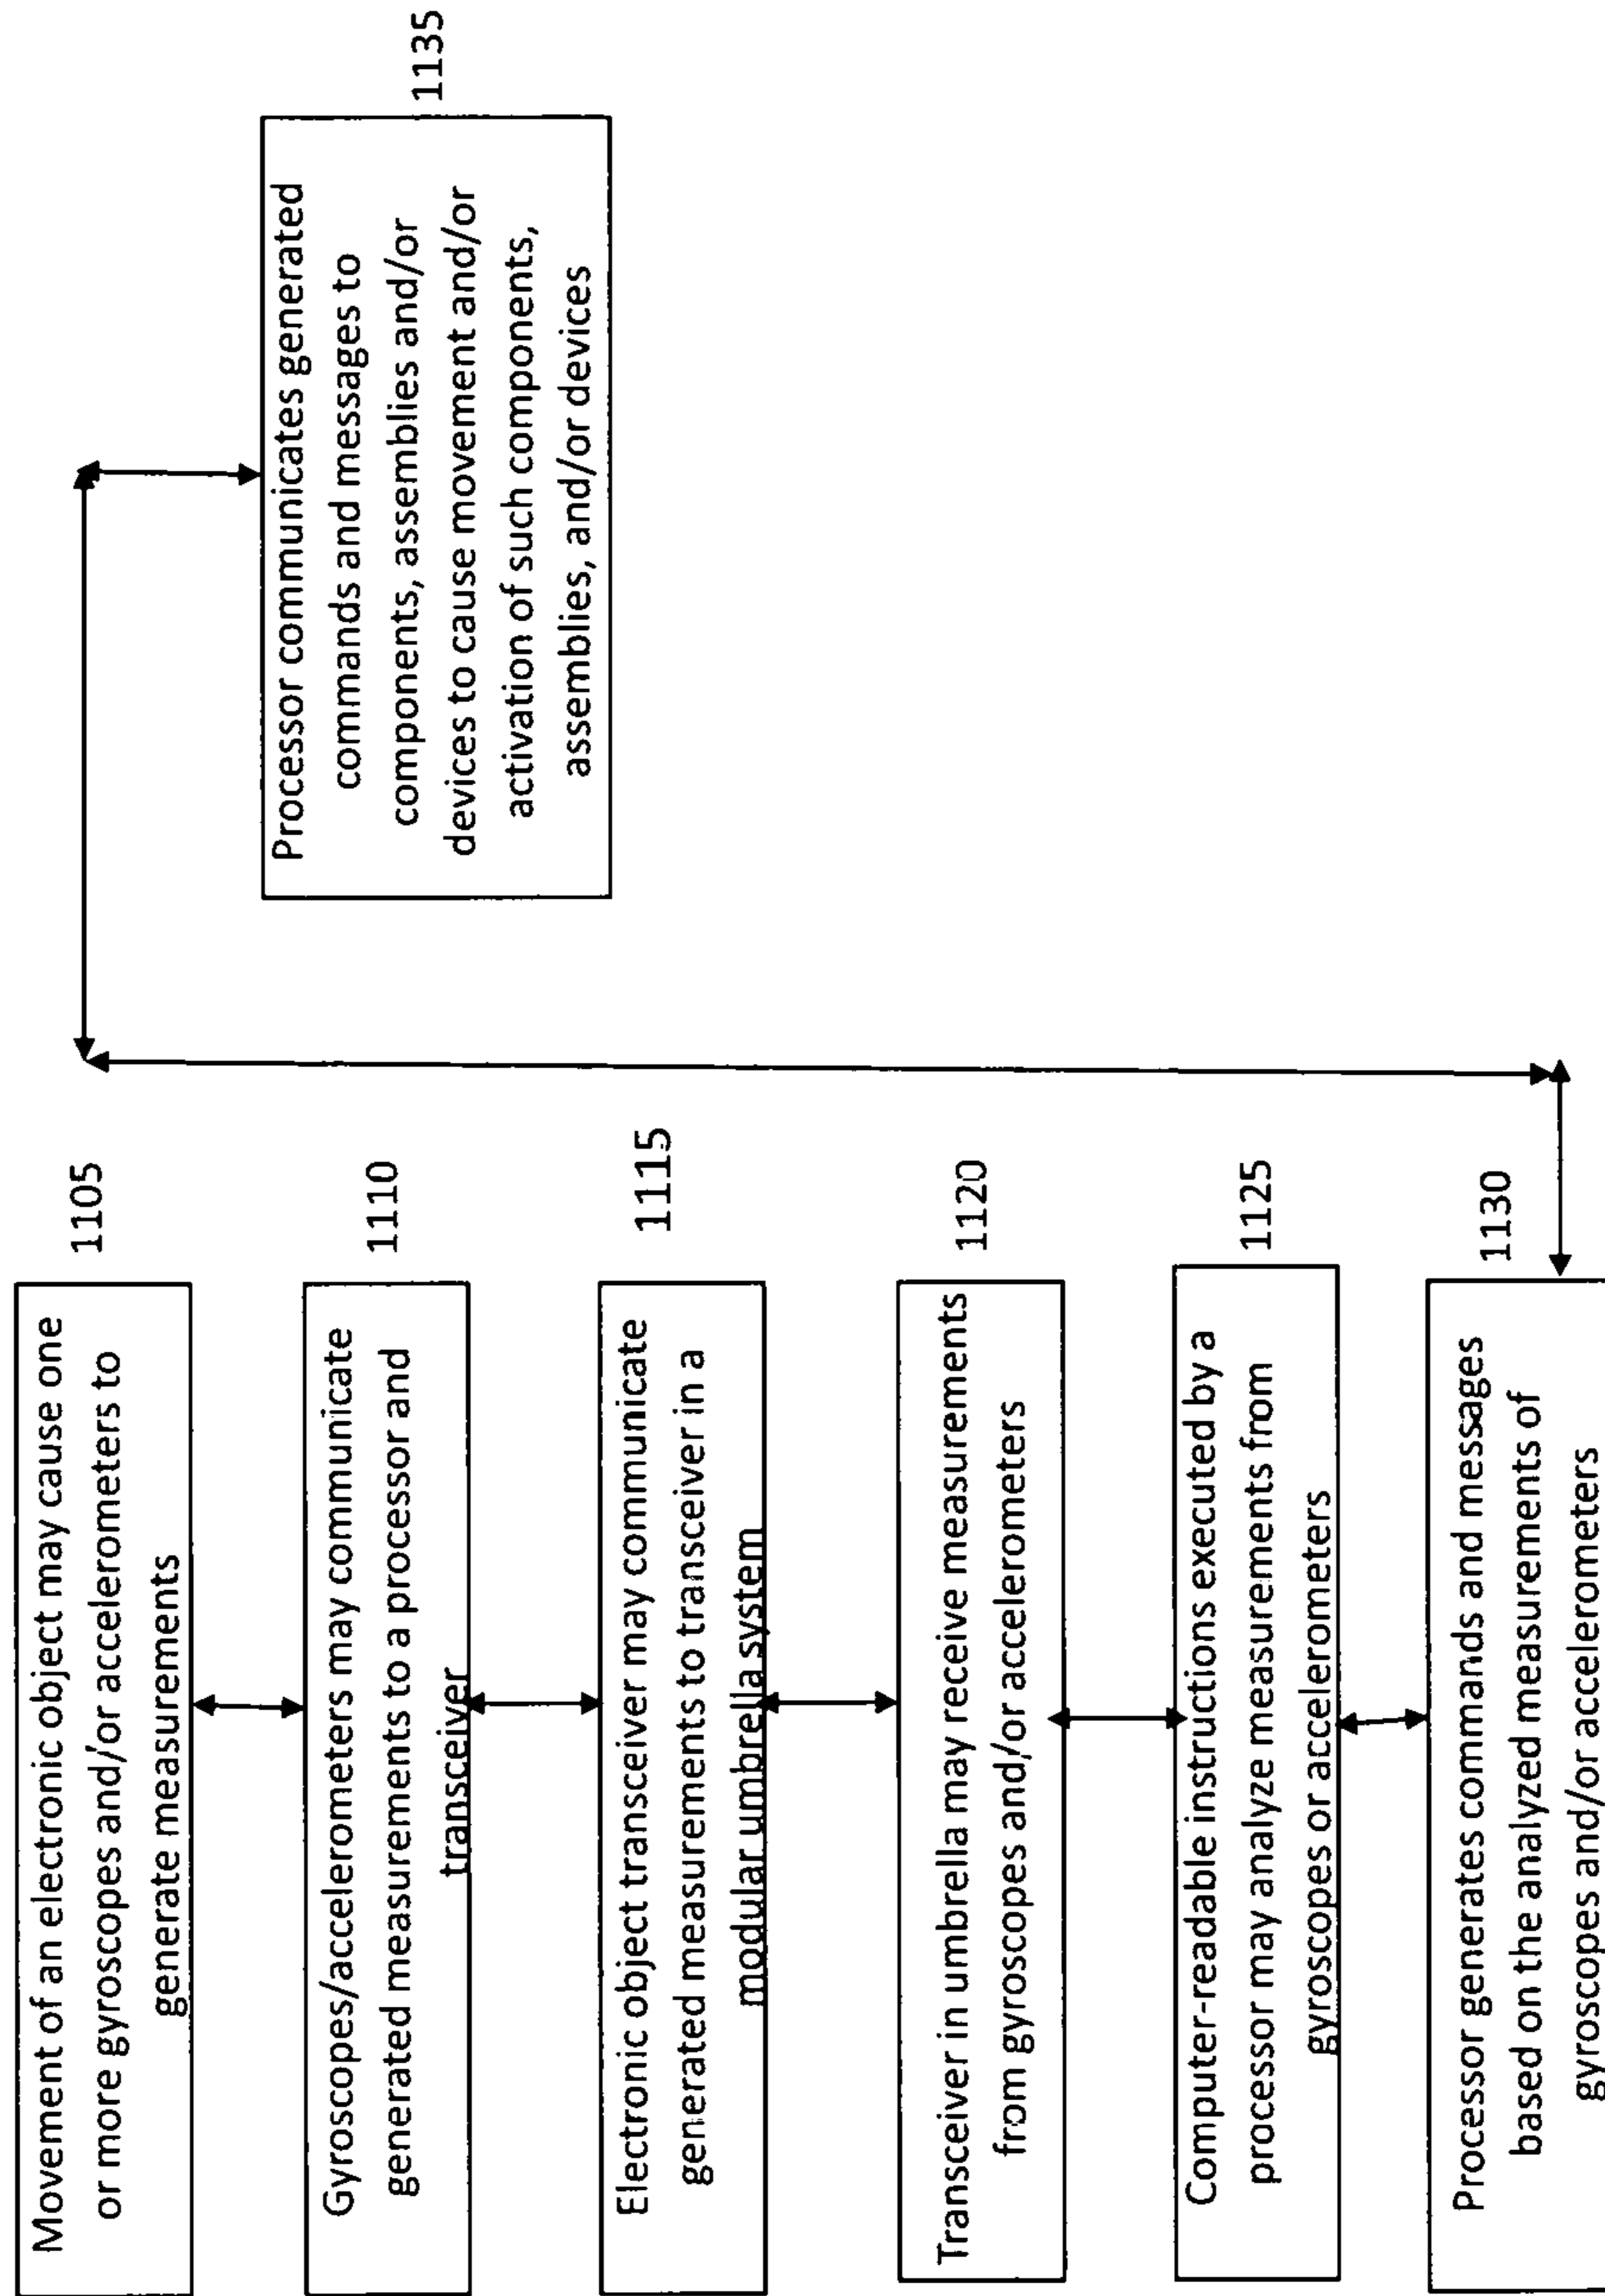 Movement of an electronic object may cause one
or more gyroscopes and/or accelerometers to
generate measurements
1105
Gyroscopes/accelerometers may communicate
generated measurements to a processor and
transceiver
1110
Electronic object transceiver may communicate
generated measurements to transceiver in a
modular umbrella system
1115
Transceiver in umbrella may receive measurements
from gyroscopes and/or accelerometers
1120
Computer-readable instructions executed by a
processor may analyze measurements from
gyroscopes or accelerometers
1125
Processor generates commands and messages
based on the analyzed measurements of
gyroscopes and/or accelerometers
1130
Processor communicates generated
commands and messages to
components, assemblies and/or
devices to cause movement and/or
activation of such components,
assemblies, and/or devices
1135